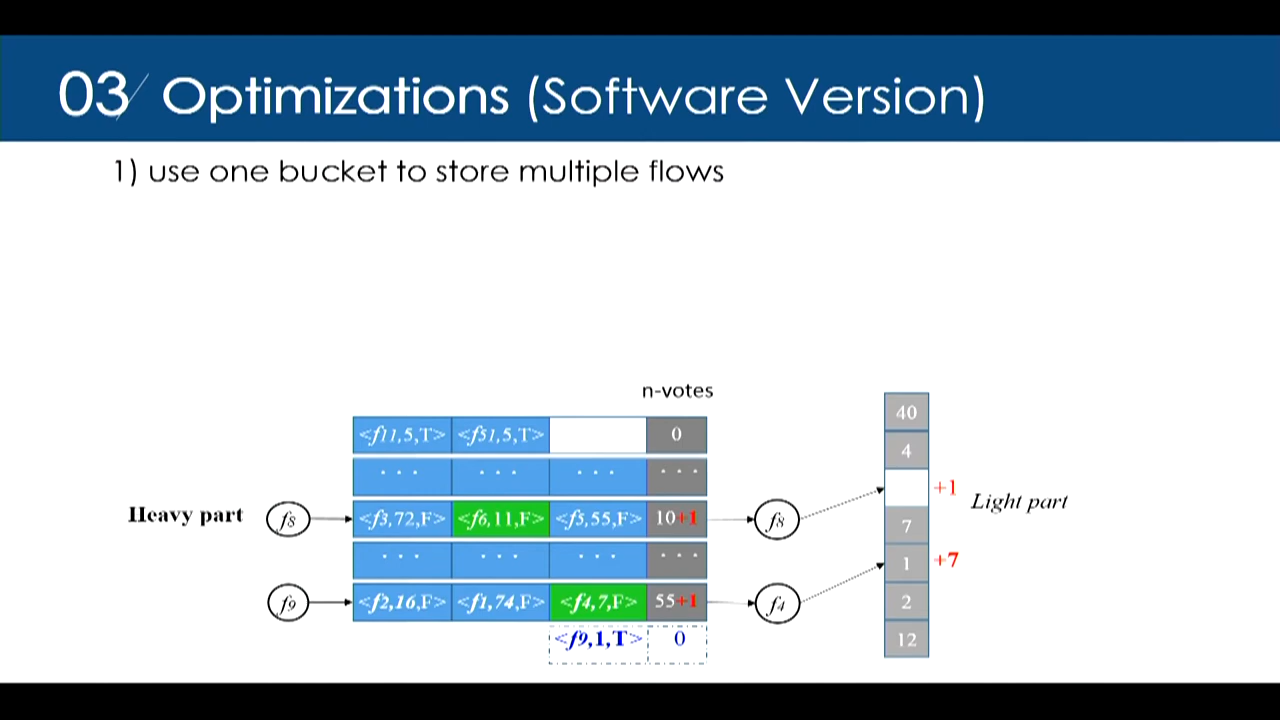 03/ Optimizations (Software Version)
1) use one bucket to store multiple flows
n-votes
<f11,5,T> <f51,5,T> 0
. . . . . . . . . . . .
Heavy part f8 <f3,72,F> <f6,11,F> <f5,55,F> 10+1 f8
. . . . . . . . . . . .
f9 <f2,16,F> <f1,74,F> <f4,7,F> 55+1 f4
<f9,1,T> 0
40
4
+1
Light part
7
1 +7
2
12